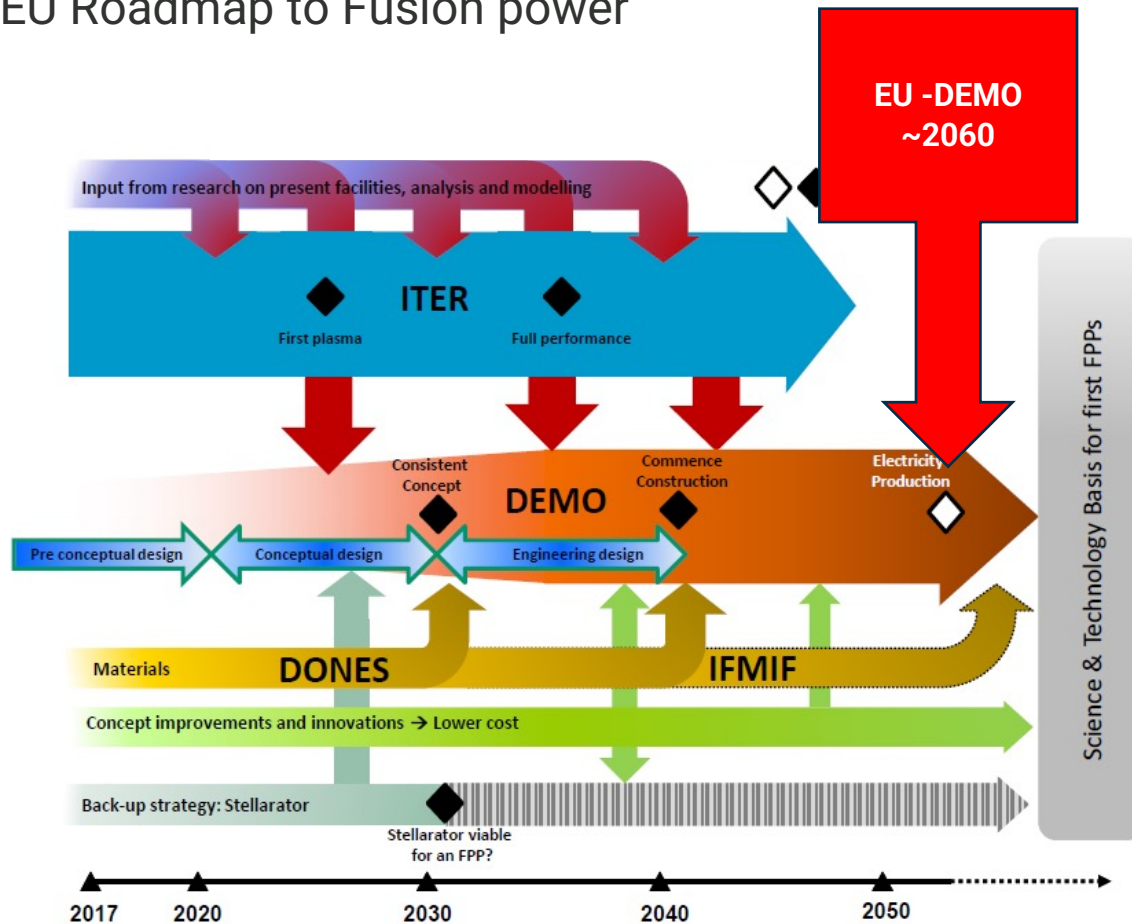 EU Roadmap to Fusion power
EU -DEMO
~2060
Input from research on present facilities, analysis and modelling
ITER
First plasma
Full performance
Consistent
Concept
DEMO
Commence
Construction
Electricity
Production
Pre conceptual design
Conceptual design
Engineering design
Materials
DONES
IFMIF
Concept improvements and innovations → Lower cost
Back-up strategy: Stellarator
Stellarator viable
for an FPP?
Science & Technology Basis for first FPPs
2017
2020
2030
2040
2050